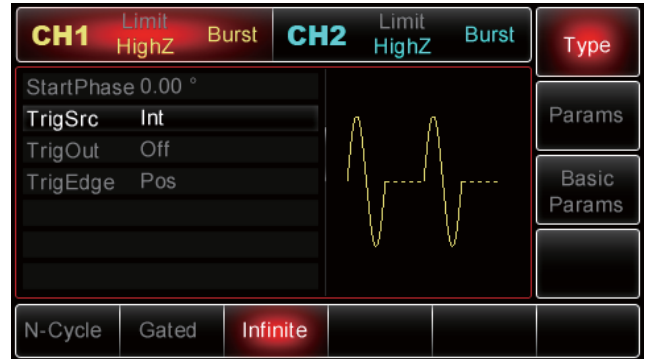 CH1 Limit HighZ Burst CH2 Limit HighZ Burst
Type
StartPhase 0.00 °
TrigSrc Int
TrigOut Off
TrigEdge Pos
Params
Basic
Params
N-Cycle Gated Infinite